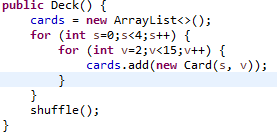 public Deck() {
cards = new ArrayList<>();
for (int s=0;s<4;s++) {
for (int v=2;v<15;v++) {
cards.add(new Card(s, v));
}
}
shuffle();
}